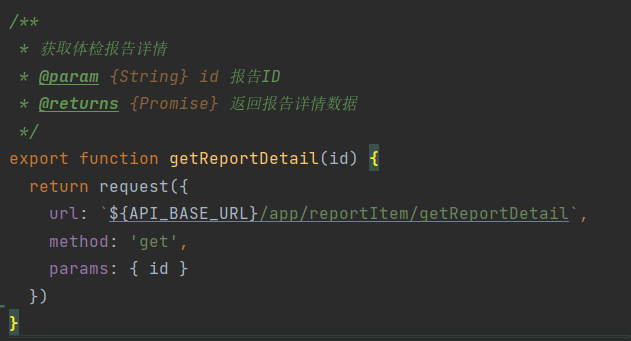 /**
 * 获取体检报告详情
 * @param {String} id 报告ID
 * @returns {Promise} 返回报告详情数据
 */
export function getReportDetail(id) {
  return request({
    url: `${API_BASE_URL}/app/reportItem/getReportDetail`,
    method: 'get',
    params: { id }
  })
}